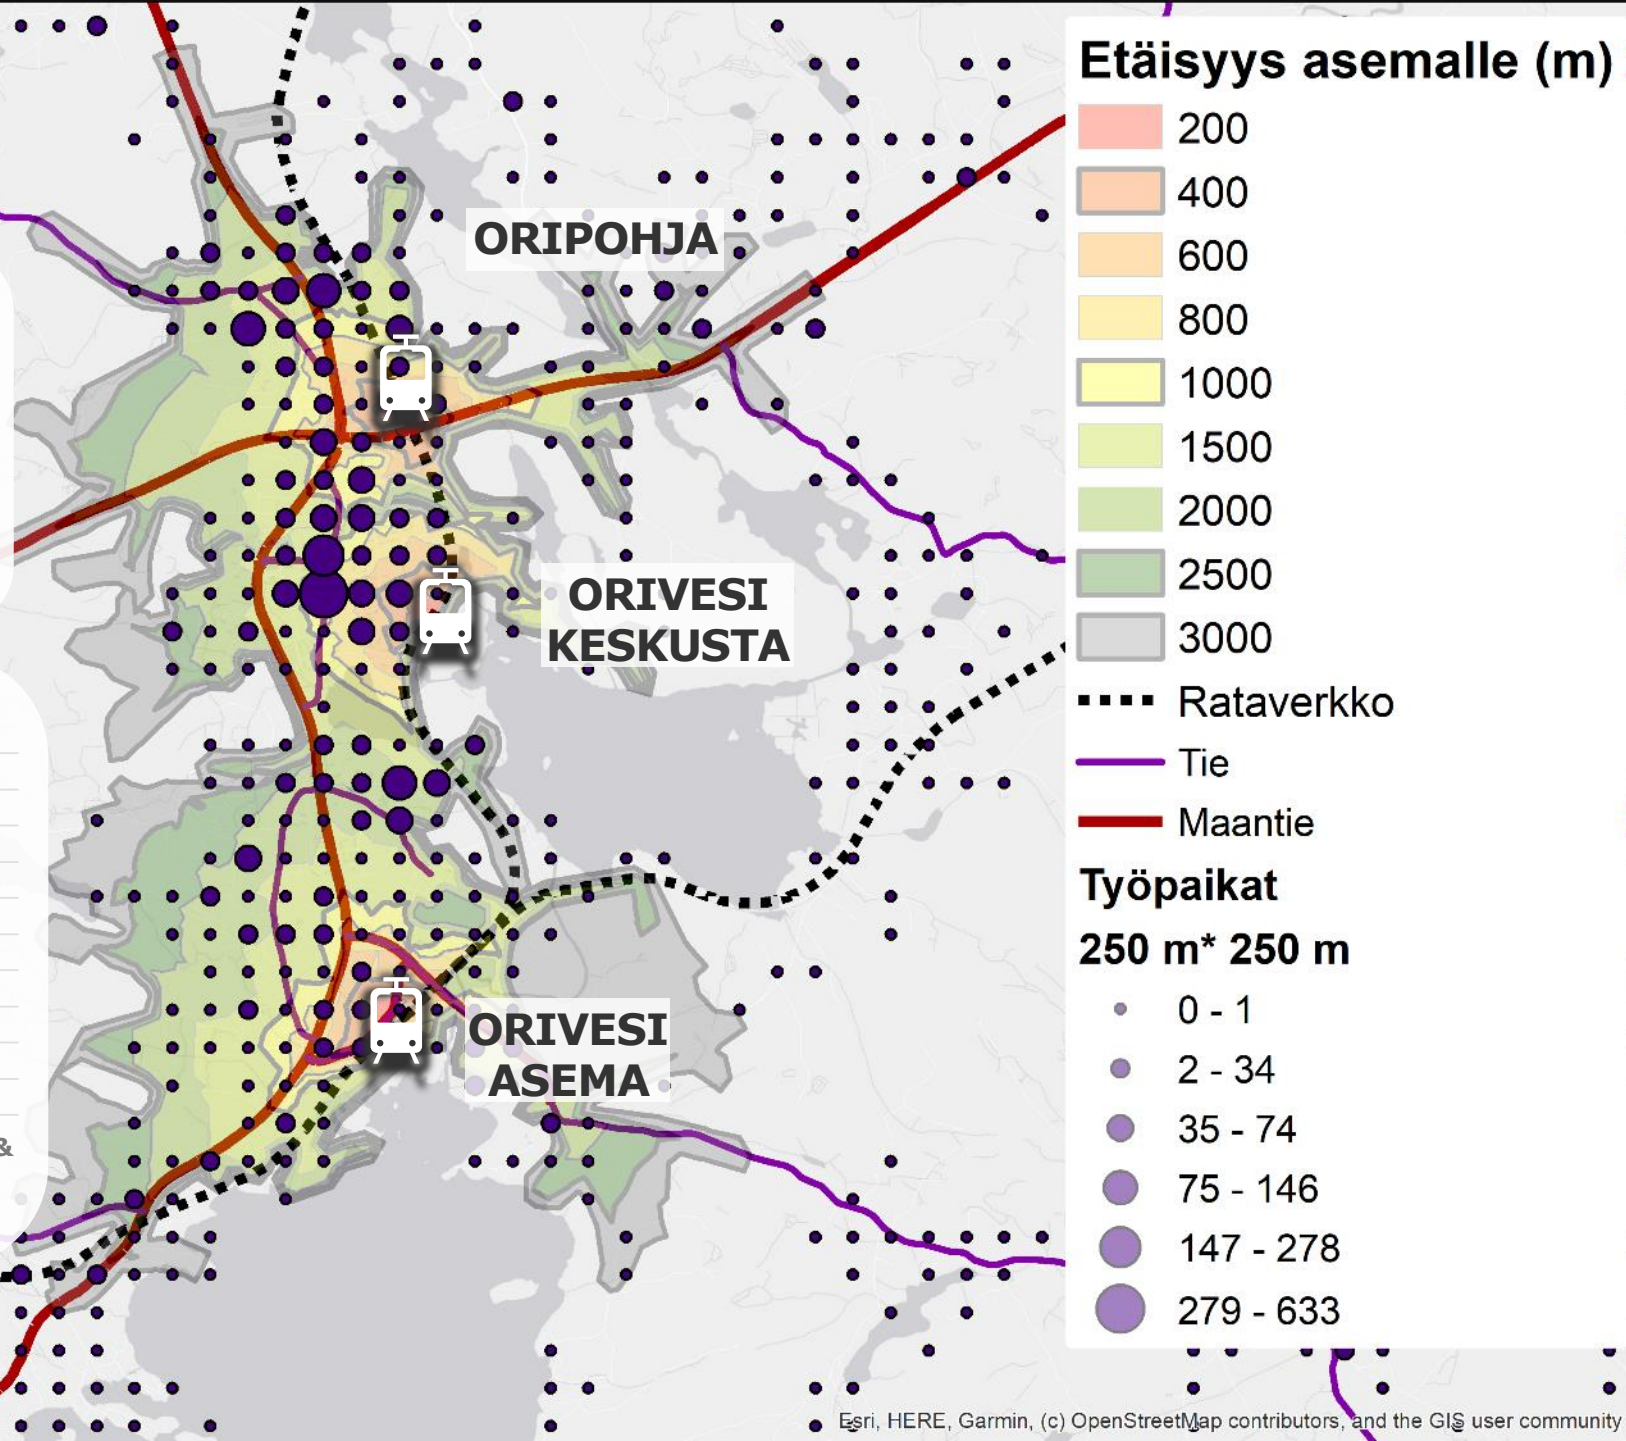 ORIPOHJA
ORIVESI
KESKUSTA
ORIVESI
ASEMA
&
Etäisyys asemalle (m)
200
400
600
800
1000
1500
2000
2500
3000
Rataverkko
Tie
Maantie
Työpaikat
250 m* 250 m
0 - 1
2 - 34
35 - 74
75 - 146
147 - 278
279 - 633
Esri, HERE, Garmin, (c) OpenStreetMap contributors, and the GIS user community